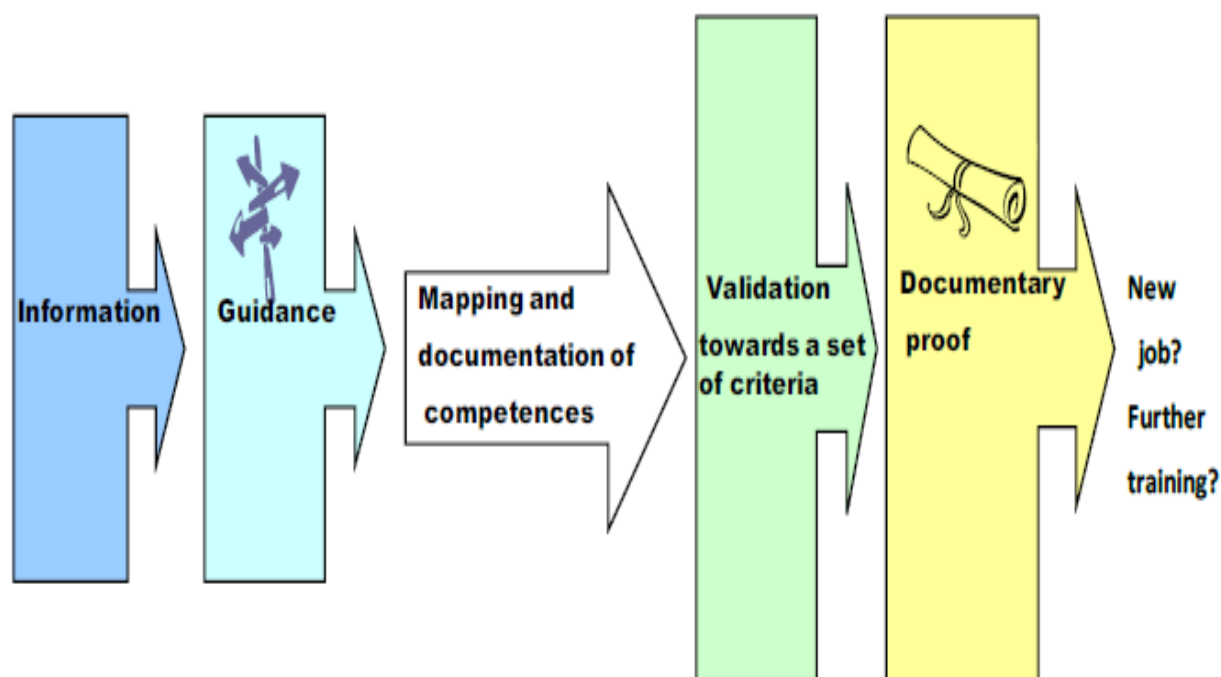 Information
Guidance
Mapping and
documentation of
competences
Validation
towards a set
of criteria
Documentary
proof
New
job?
Further
training?